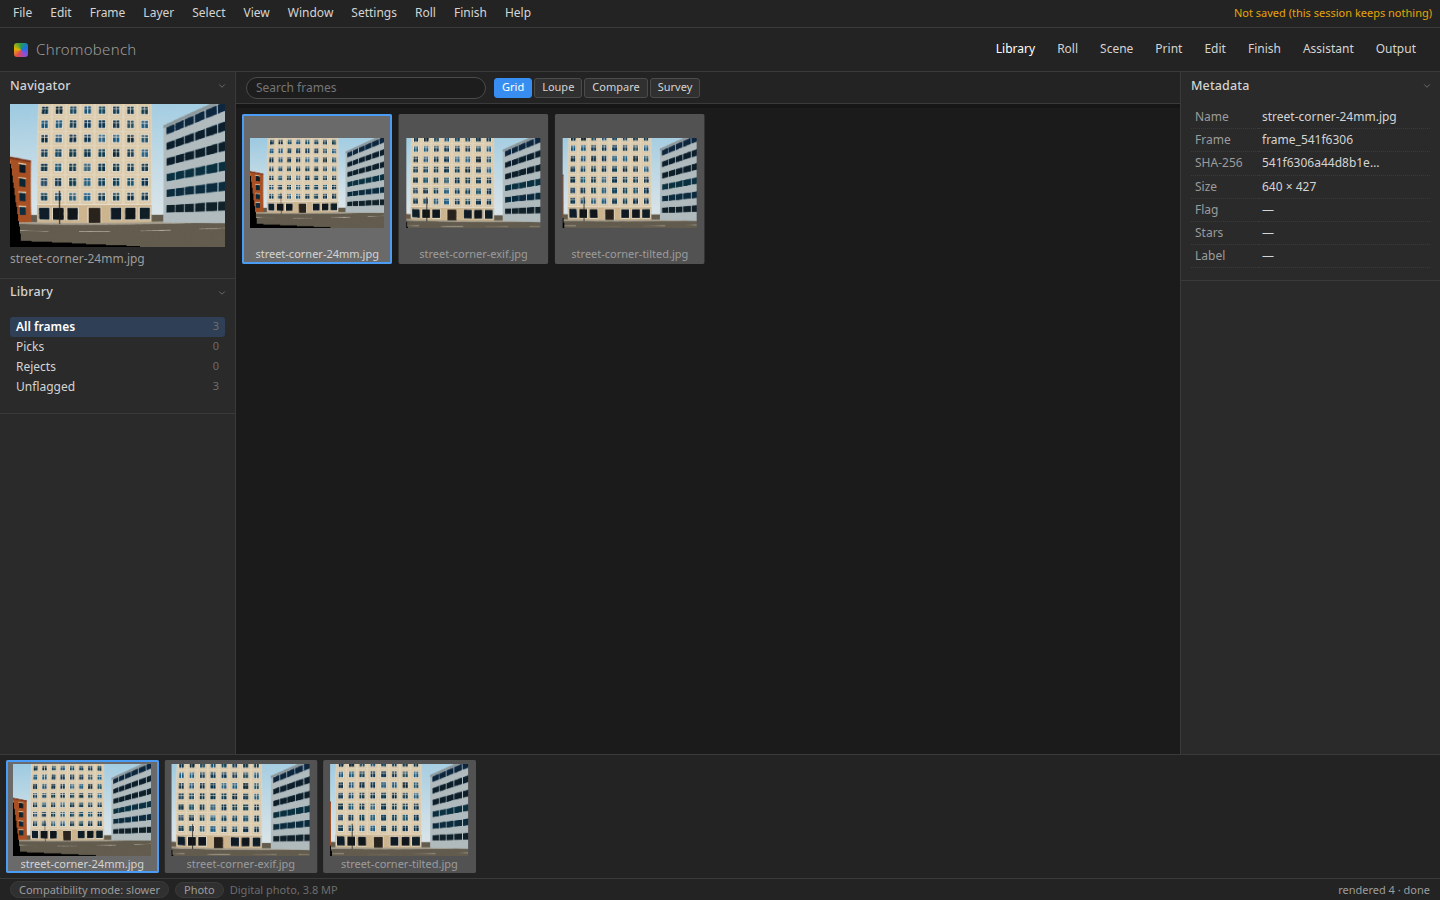 File Edit Frame Layer Select View Window Settings Roll Finish Help
Not saved (this session keeps nothing)
Chromobench
Library Roll Scene Print Edit Finish Assistant Output
Navigator
street-corner-24mm.jpg
Library
All frames 3
Picks 0
Rejects 0
Unflagged 3
Search frames
Grid Loupe Compare Survey
street-corner-24mm.jpg
street-corner-exif.jpg
street-corner-tilted.jpg
Metadata
Name street-corner-24mm.jpg
Frame frame_541f6306
SHA-256 541f6306a44d8b1e...
Size 640 × 427
Flag —
Stars —
Label —
street-corner-24mm.jpg
street-corner-exif.jpg
street-corner-tilted.jpg
Compatibility mode: slower
Photo
Digital photo, 3.8 MP
rendered 4 · done